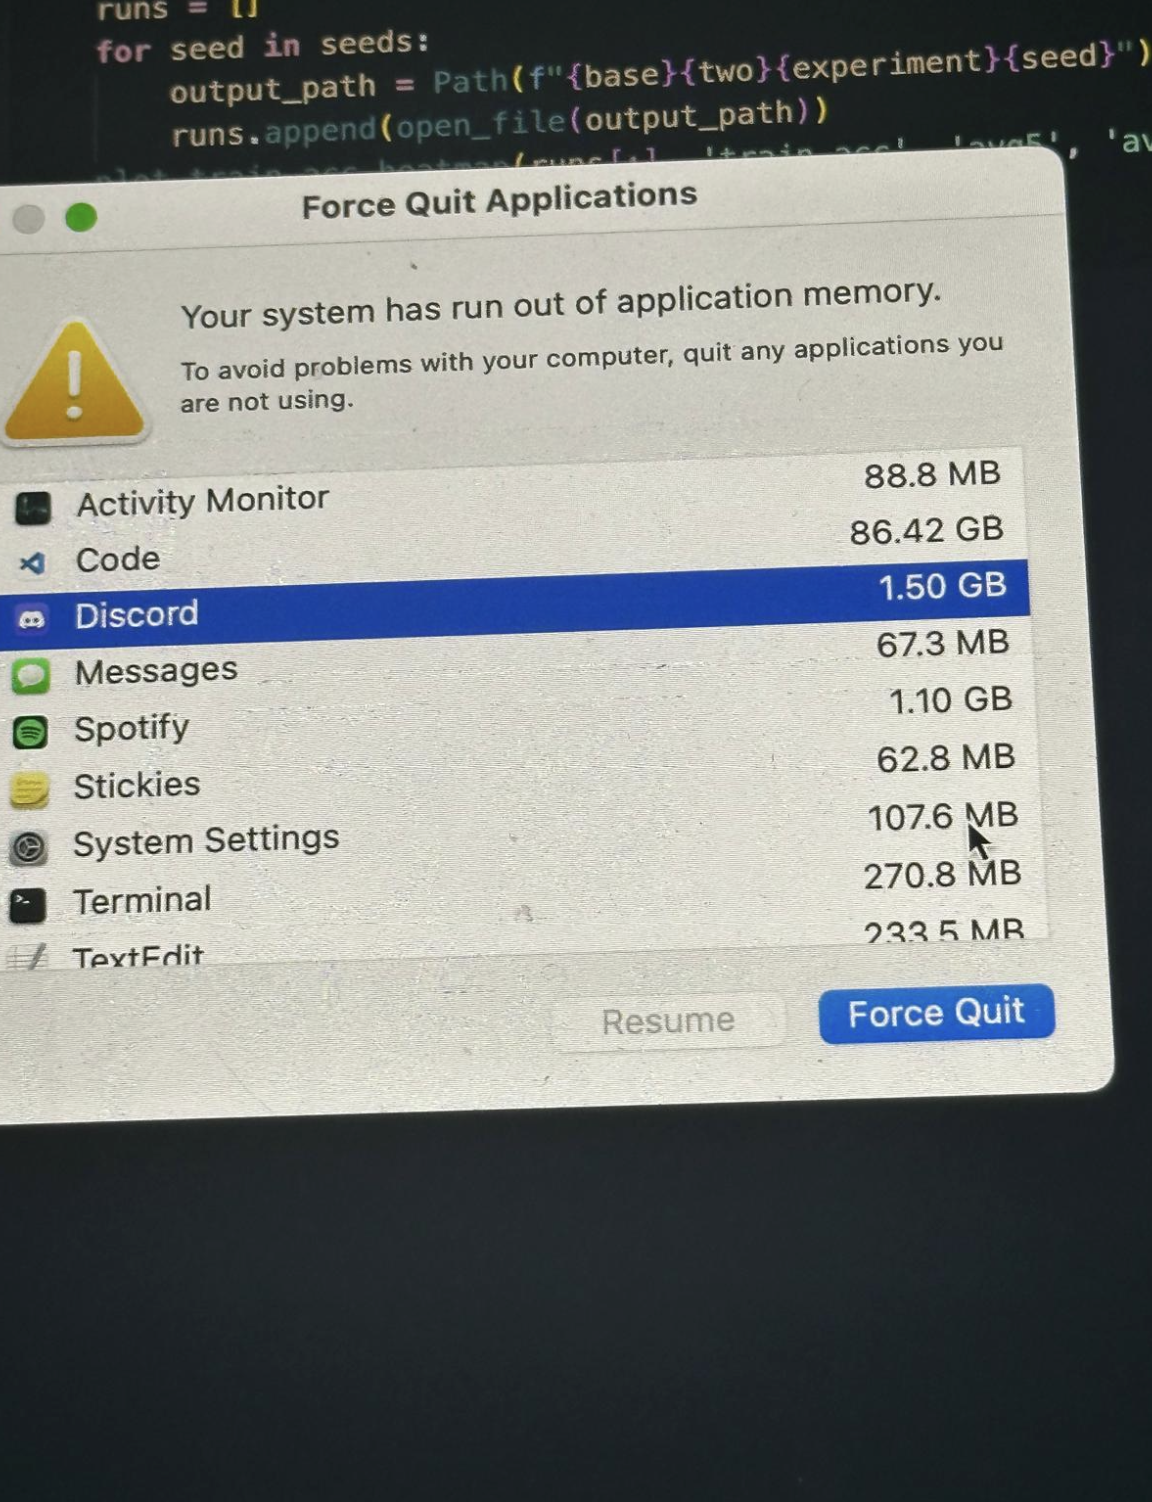 runs = []
for seed in seeds:
output_path = Path(f"{base}{two}{experiment}{seed}")
runs.append(open_file(output_path))
'train_acc', 'avg5', 'av
Force Quit Applications
Your system has run out of application memory.
To avoid problems with your computer, quit any applications you
are not using.
Activity Monitor 88.8 MB
Code 86.42 GB
Discord 1.50 GB
Messages 67.3 MB
Spotify 1.10 GB
Stickies 62.8 MB
System Settings 107.6 MB
Terminal 270.8 MB
TextEdit 233.5 MB
Resume Force Quit